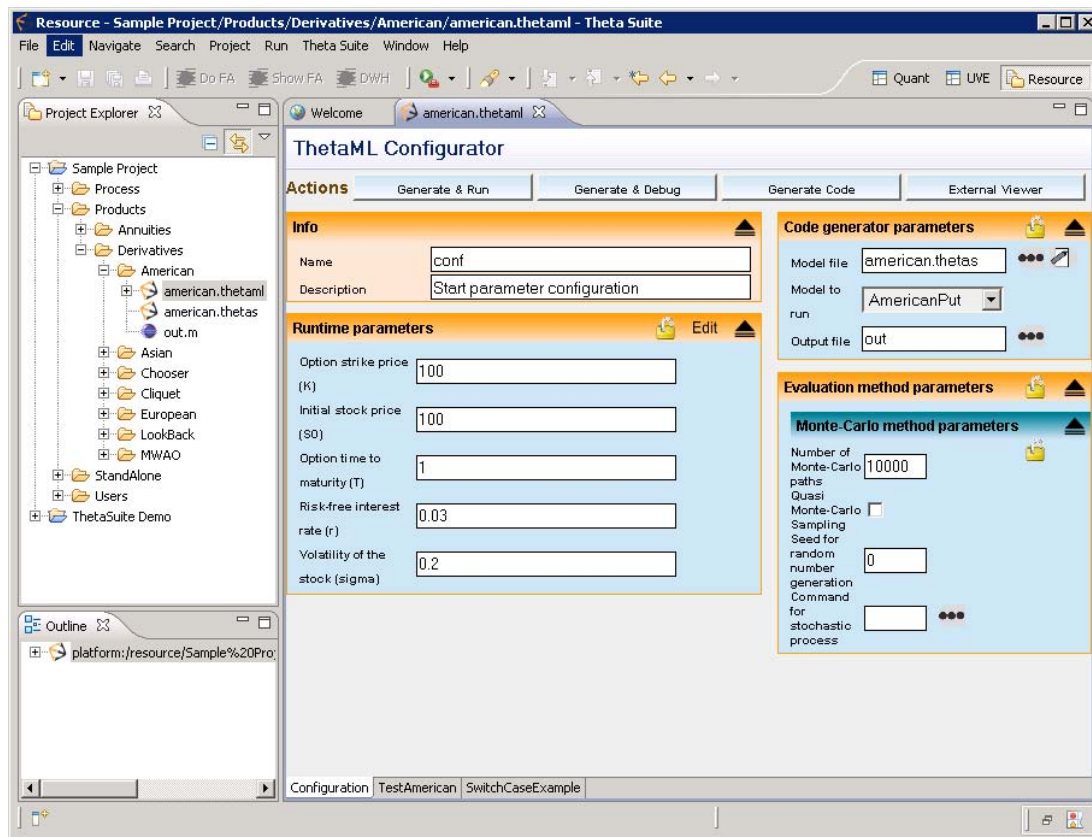 Resource - Sample Project/Products/Derivatives/American/american.thetaml - Theta Suite
File Edit Navigate Search Project Run Theta Suite Window Help
Do FA Show FA DWH
Quant UVE Resource
Project Explorer
Sample Project
Process
Products
Annuities
Derivatives
American
american.thetaml
american.thetas
out.m
Asian
Chooser
Cliquet
European
LookBack
MWAO
StandAlone
Users
ThetaSuite Demo
Outline
platform:/resource/Sample%20Pro
Welcome american.thetaml
ThetaML Configurator
Actions Generate & Run Generate & Debug Generate Code External Viewer
Info
Name conf
Description Start parameter configuration
Runtime parameters Edit
Option strike price
(K)
100
Initial stock price
(S0)
100
Option time to
maturity (T)
1
Risk-free interest
rate (r)
0.03
Volatility of the
stock (sigma)
0.2
Code generator parameters
Model file american.thetas
Model to
run
AmericanPut
Output file out
Evaluation method parameters
Monte-Carlo method parameters
Number of
Monte-Carlo
paths
10000
Quasi
Monte-Carlo
Sampling
Seed for
random
number
generation
0
Command
for
stochastic
process
Configuration TestAmerican SwitchCaseExample